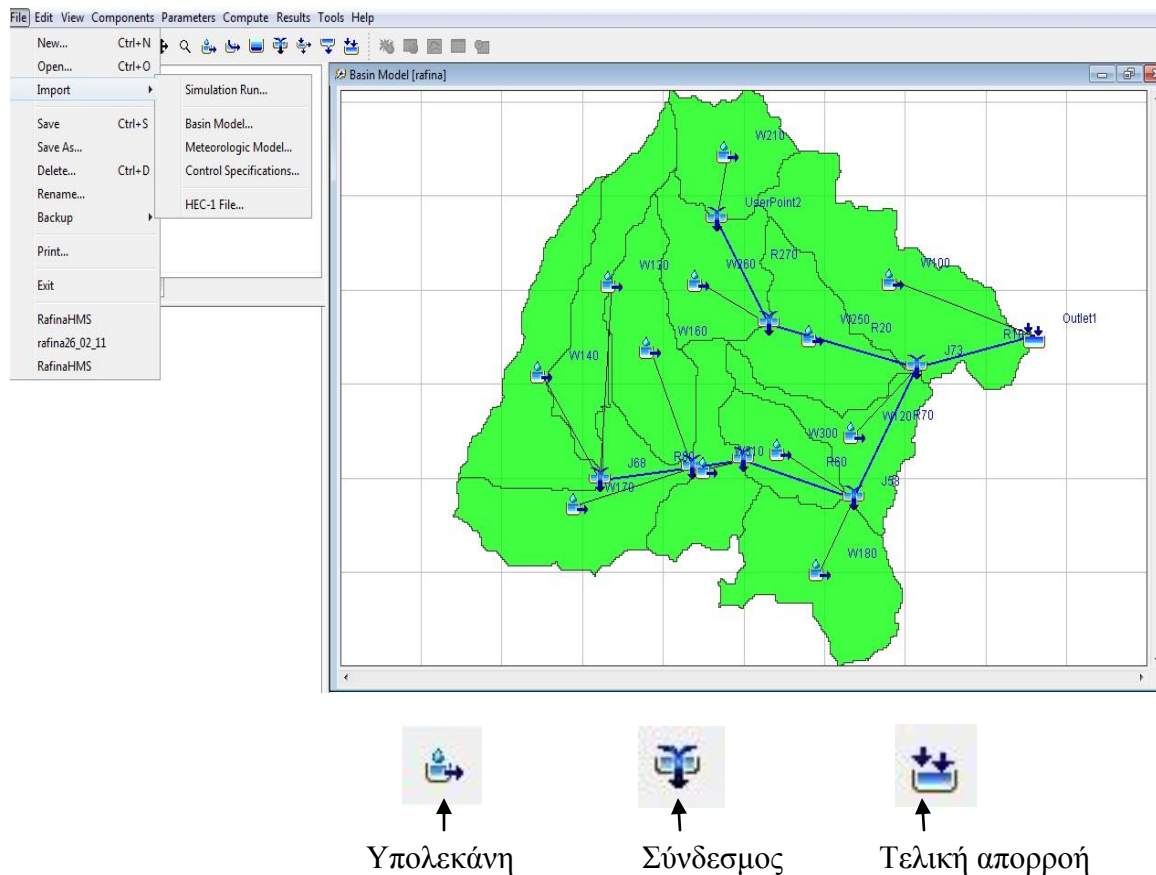 File Edit View Components Parameters Compute Results Tools Help
New... Ctrl+N
Open... Ctrl+O
Import
Save Ctrl+S
Save As...
Delete... Ctrl+D
Rename...
Backup
Print...
Exit
RafinaHMS
rafina26_02_11
RafinaHMS
Simulation Run...
Basin Model...
Meteorologic Model...
Control Specifications...
HEC-1 File...
Basin Model [rafina]
W210
UserPoint2
W130
W260
R270
W100
W160
W250
R20
Outlet1
J73
W140
W120
R70
W300
J68
R60
W170
J58
W180
Υπολεκάνη Σύνδεσμος Τελική απορροή